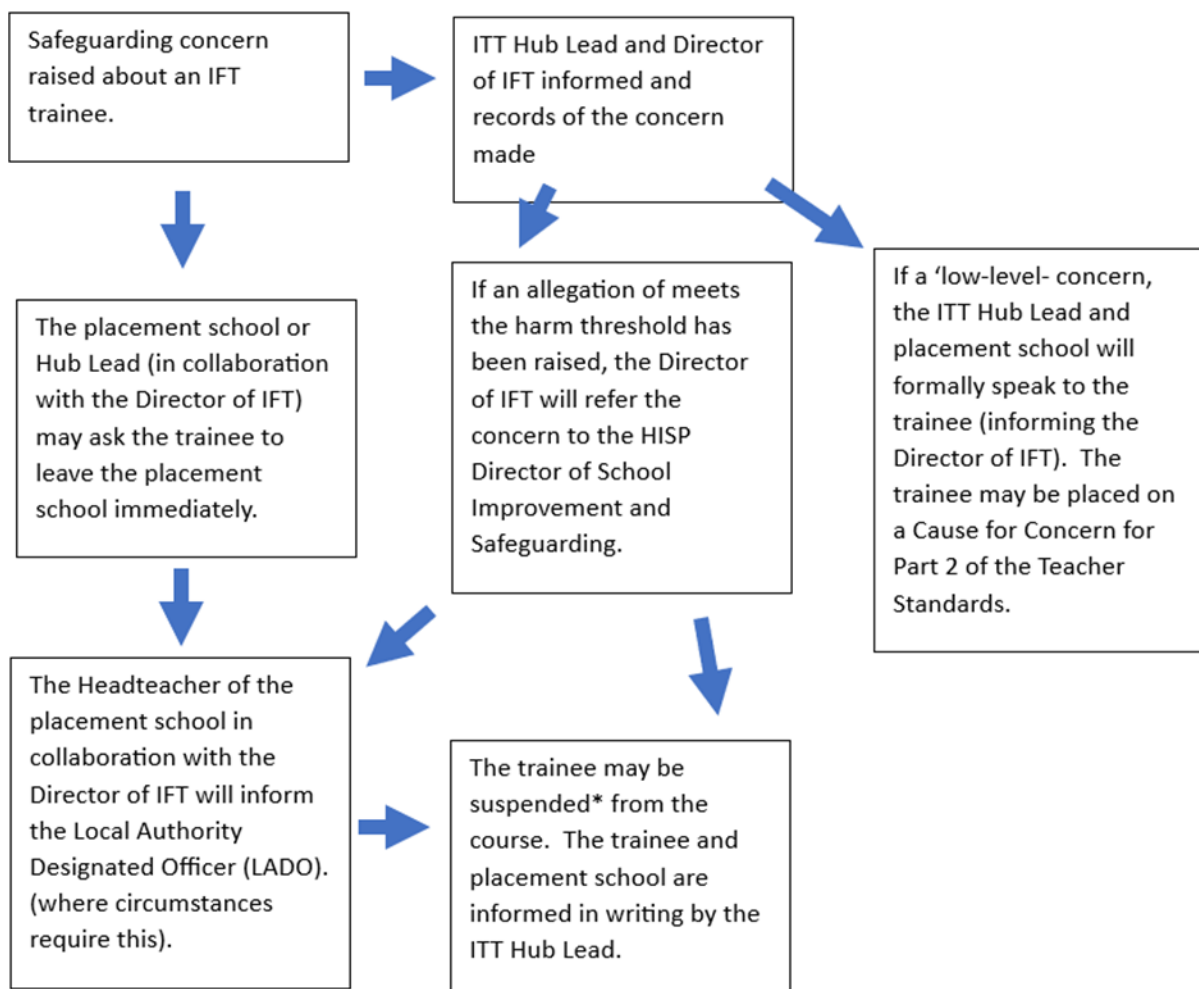 Safeguarding concern
raised about an IFT
trainee.
ITT Hub Lead and Director
of IFT informed and
records of the concern
made
The placement school or
Hub Lead (in collaboration
with the Director of IFT)
may ask the trainee to
leave the placement
school immediately.
If an allegation of meets
the harm threshold has
been raised, the Director
of IFT will refer the
concern to the HISP
Director of School
Improvement and
Safeguarding.
If a ‘low-level- concern,
the ITT Hub Lead and
placement school will
formally speak to the
trainee (informing the
Director of IFT).  The
trainee may be placed on
a Cause for Concern for
Part 2 of the Teacher
Standards.
The Headteacher of the
placement school in
collaboration with the
Director of IFT will inform
the Local Authority
Designated Officer (LADO).
(where circumstances
require this).
The trainee may be
suspended* from the
course.  The trainee and
placement school are
informed in writing by the
ITT Hub Lead.